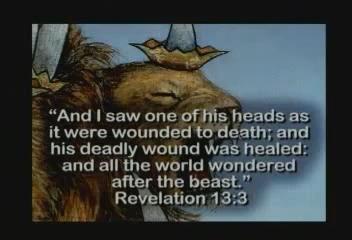 “And I saw one of his heads as
it were wounded to death; and
his deadly wound was healed:
and all the world wondered
after the beast.”
Revelation 13:3